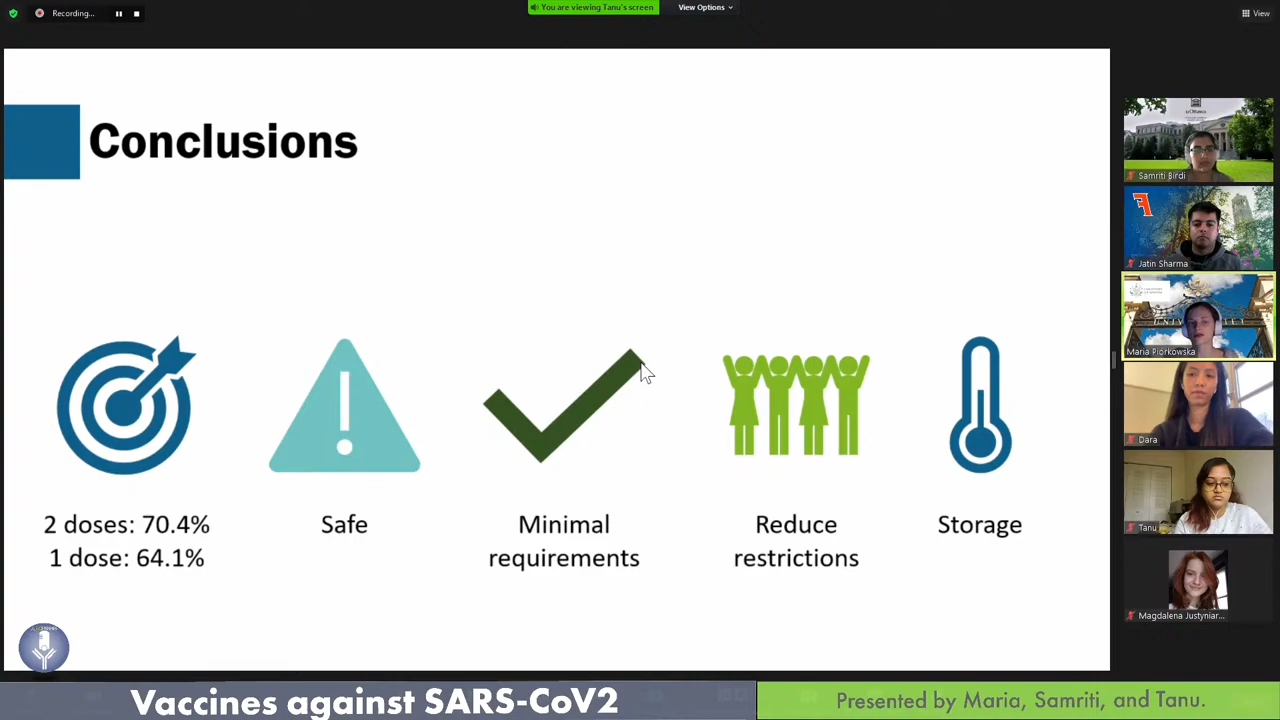 Recording...
You are viewing Tanu's screen
View Options
View
Conclusions
2 doses: 70.4%
1 dose: 64.1%
Safe
Minimal
requirements
Reduce
restrictions
Storage
Samriti Birdi
Jatin Sharma
Maria Piórkowska
Dara
Tanu
Magdalena Justyniar...
Vaccines against SARS-CoV2
Presented by Maria, Samriti, and Tanu.